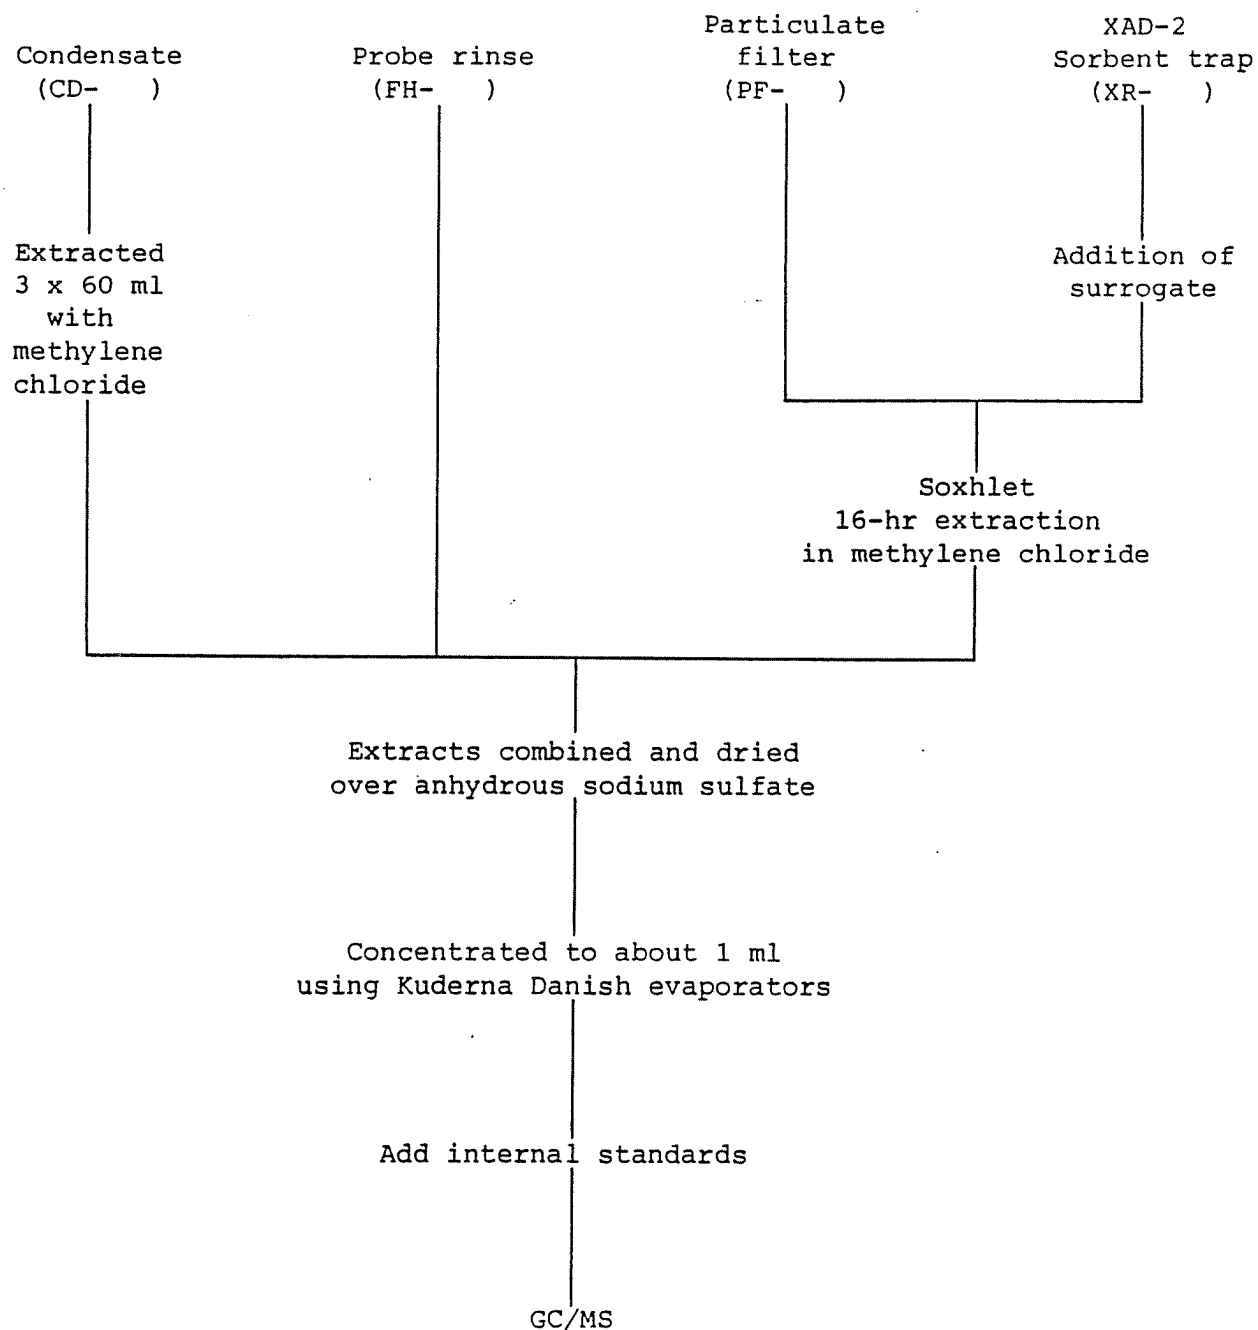 Condensate
(CD- )
Probe rinse
(FH- )
Particulate
filter
(PF- )
XAD-2
Sorbent trap
(XR- )
Extracted
3 x 60 ml
with
methylene
chloride
Addition of
surrogate
Soxhlet
16-hr extraction
in methylene chloride
Extracts combined and dried
over anhydrous sodium sulfate
Concentrated to about 1 ml
using Kuderna Danish evaporators
Add internal standards
GC/MS